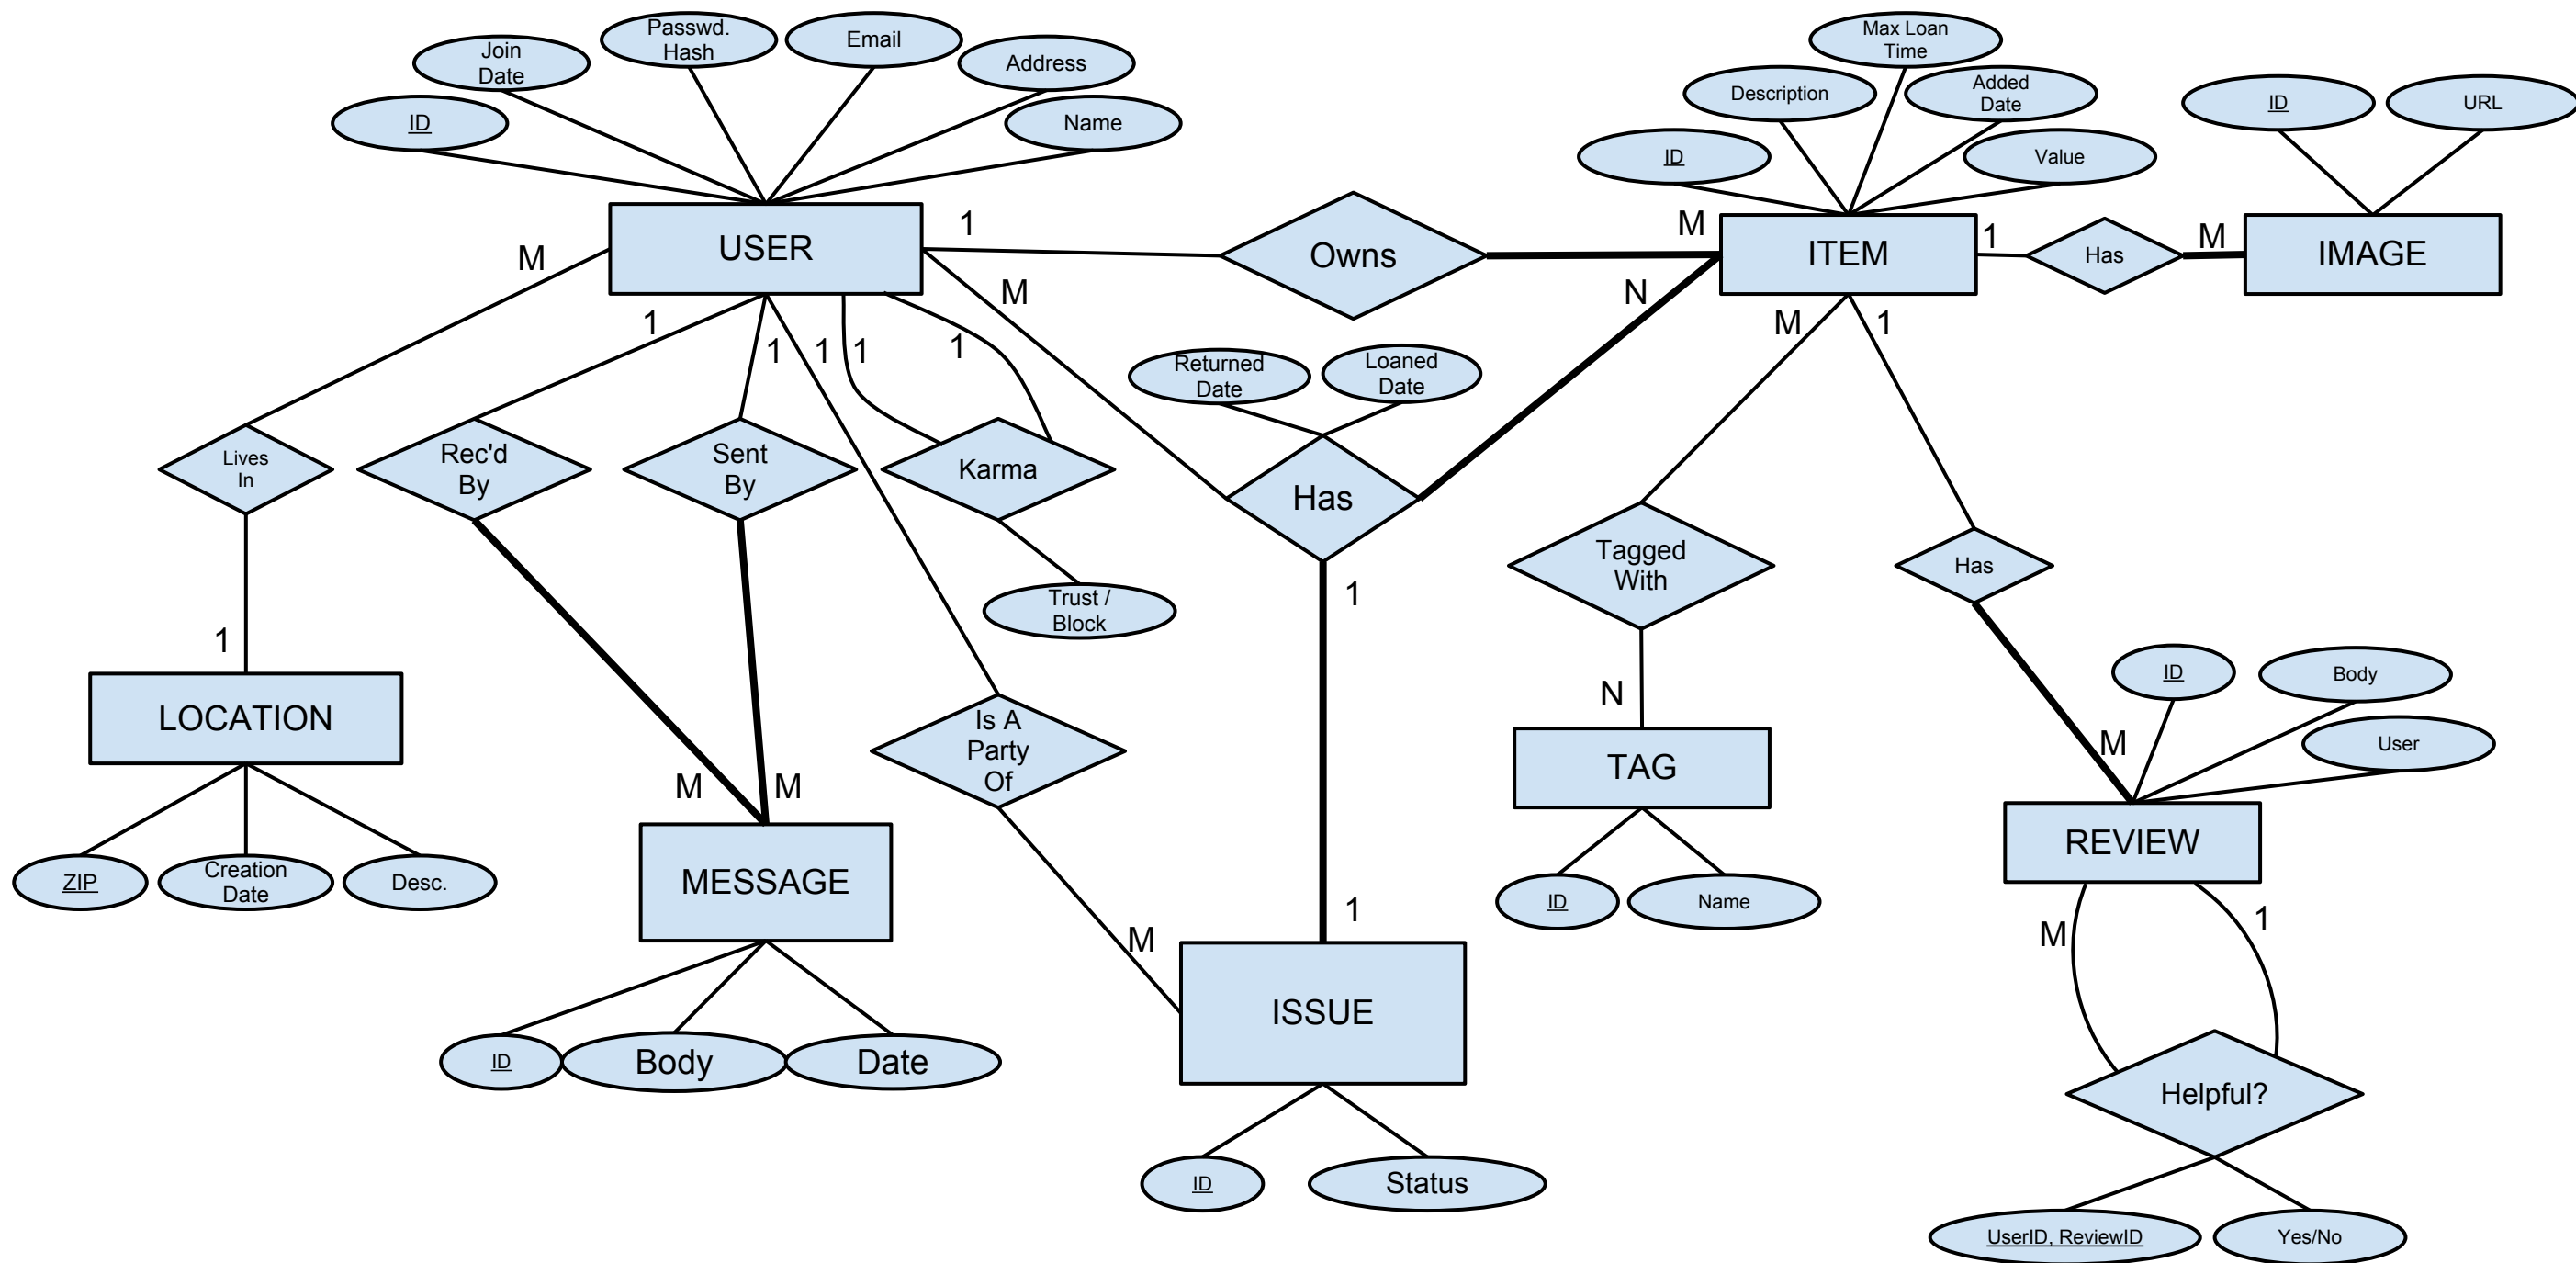 Passwd.
Hash
Email
Join
Date
Address
ID
Name
Max Loan
Time
Description
Added
Date
ID
Value
ID
URL
USER
1
Owns
M
ITEM
1
Has
M
IMAGE
M
M
N
1
1
1
1
1
M
1
Returned
Date
Loaned
Date
Lives
In
Rec'd
By
Sent
By
Karma
Has
Tagged
With
Has
Trust /
Block
1
1
N
M
LOCATION
Is A
Party
Of
TAG
ID
Body
User
M
M
REVIEW
ZIP
Creation
Date
Desc.
MESSAGE
M
1
ID
Name
M
1
ISSUE
ID
Body
Date
Helpful?
ID
Status
UserID, ReviewID
Yes/No